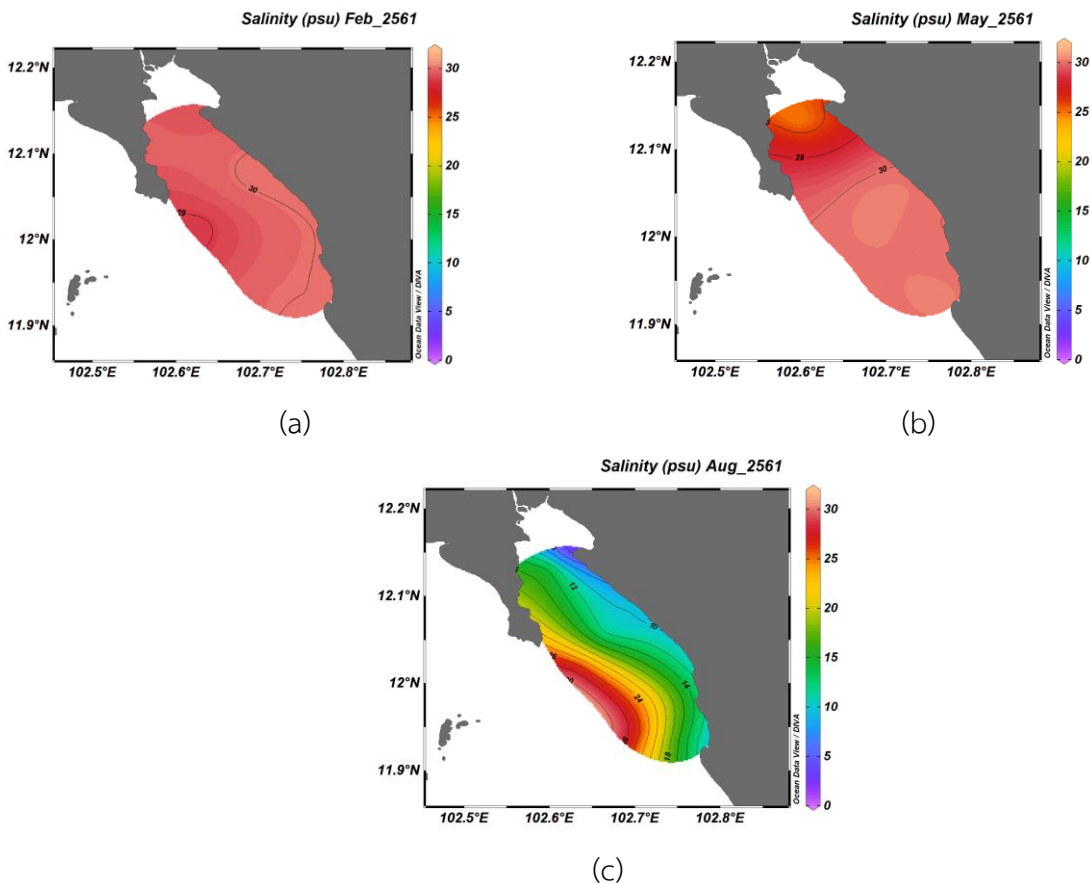 Salinity (psu) Feb_2561
12.2°N
12.1°N
12°N
11.9°N
102.5°E
102.6°E
102.7°E
102.8°E
30
29
30
25
20
15
10
5
0
Ocean Data View / DIVA
(a)
Salinity (psu) May_2561
12.2°N
12.1°N
12°N
11.9°N
102.5°E
102.6°E
102.7°E
102.8°E
28
30
30
25
20
15
10
5
0
Ocean Data View / DIVA
(b)
Salinity (psu) Aug_2561
12.2°N
12.1°N
12°N
11.9°N
102.5°E
102.6°E
102.7°E
102.8°E
12
10
14
24
18
30
25
20
15
10
5
0
Ocean Data View / DIVA
(c)